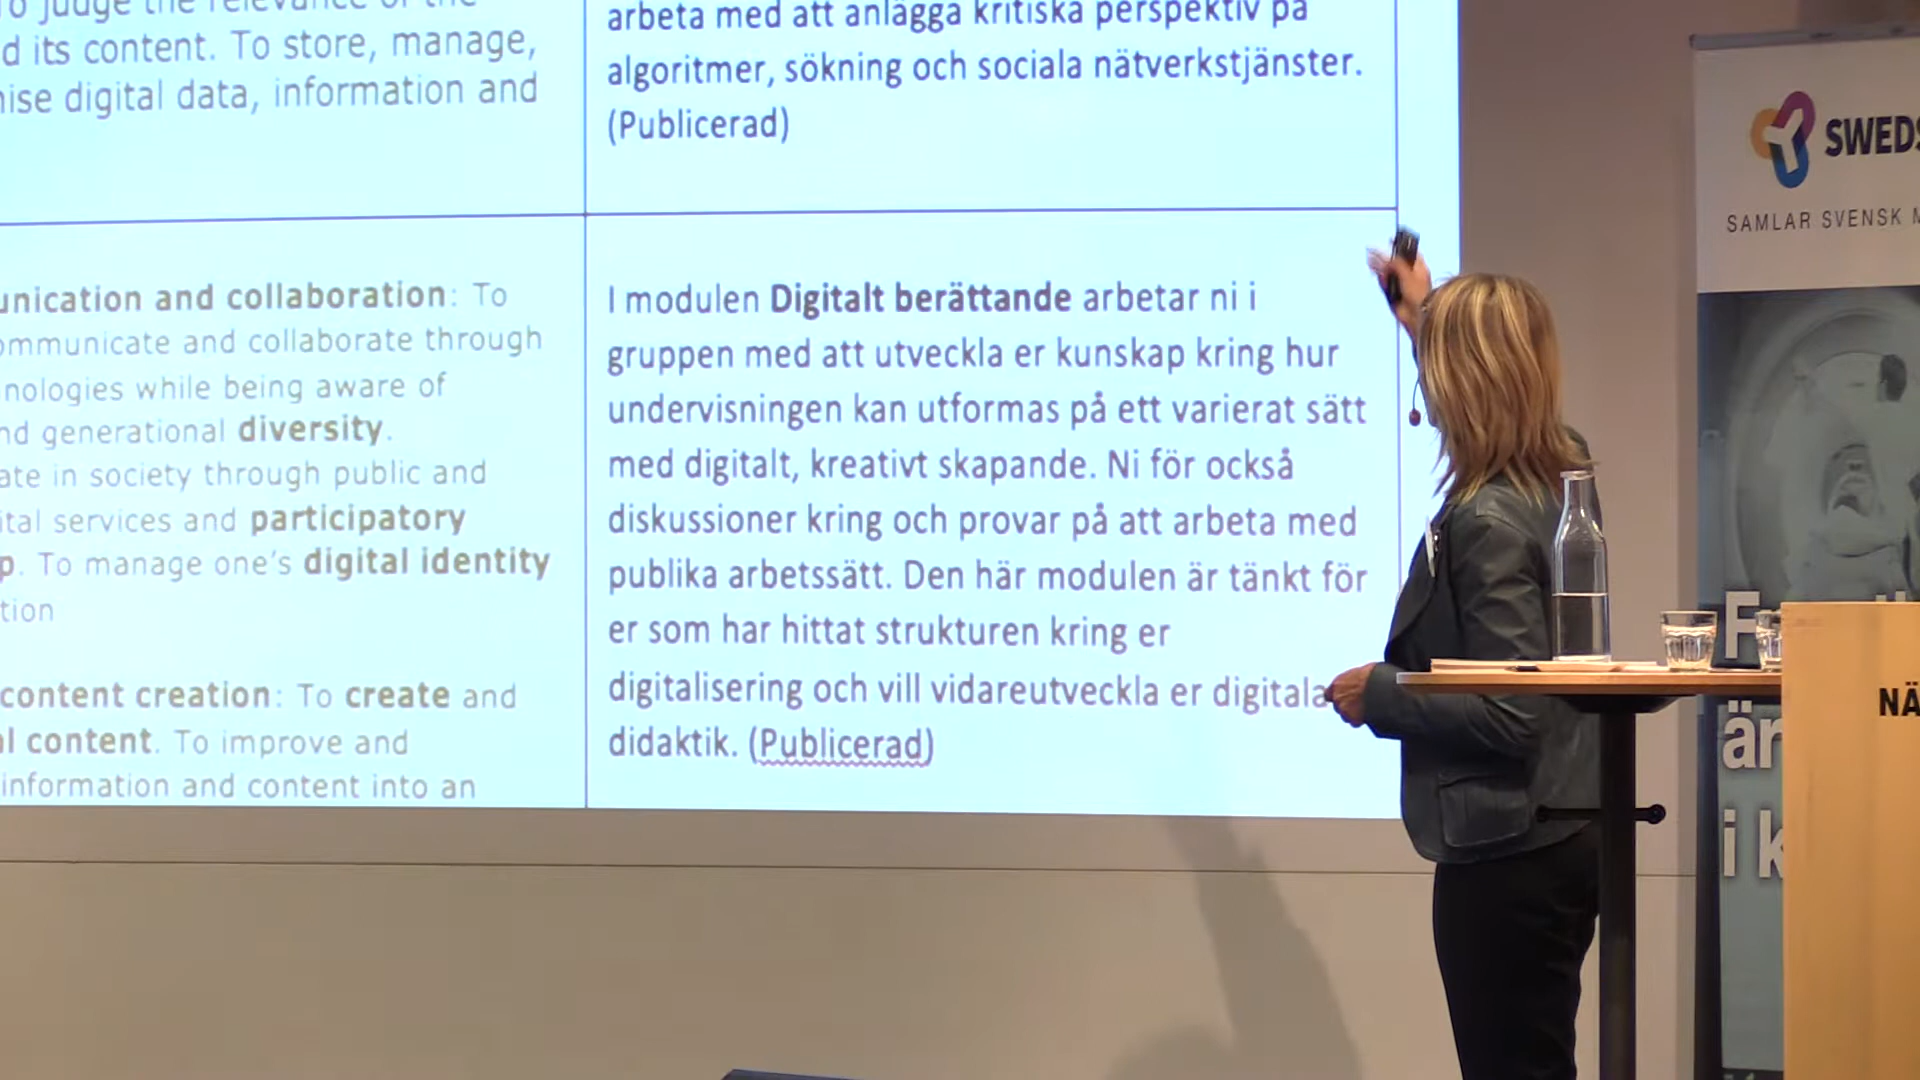 o judge the relevance of the
d its content. To store, manage,
ise digital data, information and
arbeta med att anlägga kritiska perspektiv på
algoritmer, sökning och sociala nätverkstjänster.
(Publicerad)
unication and collaboration: To
ommunicate and collaborate through
nologies while being aware of
nd generational diversity.
ate in society through public and
ital services and participatory
p. To manage one's digital identity
tion
content creation: To create and
l content. To improve and
information and content into an
I modulen Digitalt berättande arbetar ni i
gruppen med att utveckla er kunskap kring hur
undervisningen kan utformas på ett varierat sätt
med digitalt, kreativt skapande. Ni för också
diskussioner kring och provar på att arbeta med
publika arbetssätt. Den här modulen är tänkt för
er som har hittat strukturen kring er
digitalisering och vill vidareutveckla er digitala
didaktik. (Publicerad)
SWEDS
SAMLAR SVENSK M
är
i k
NÄ